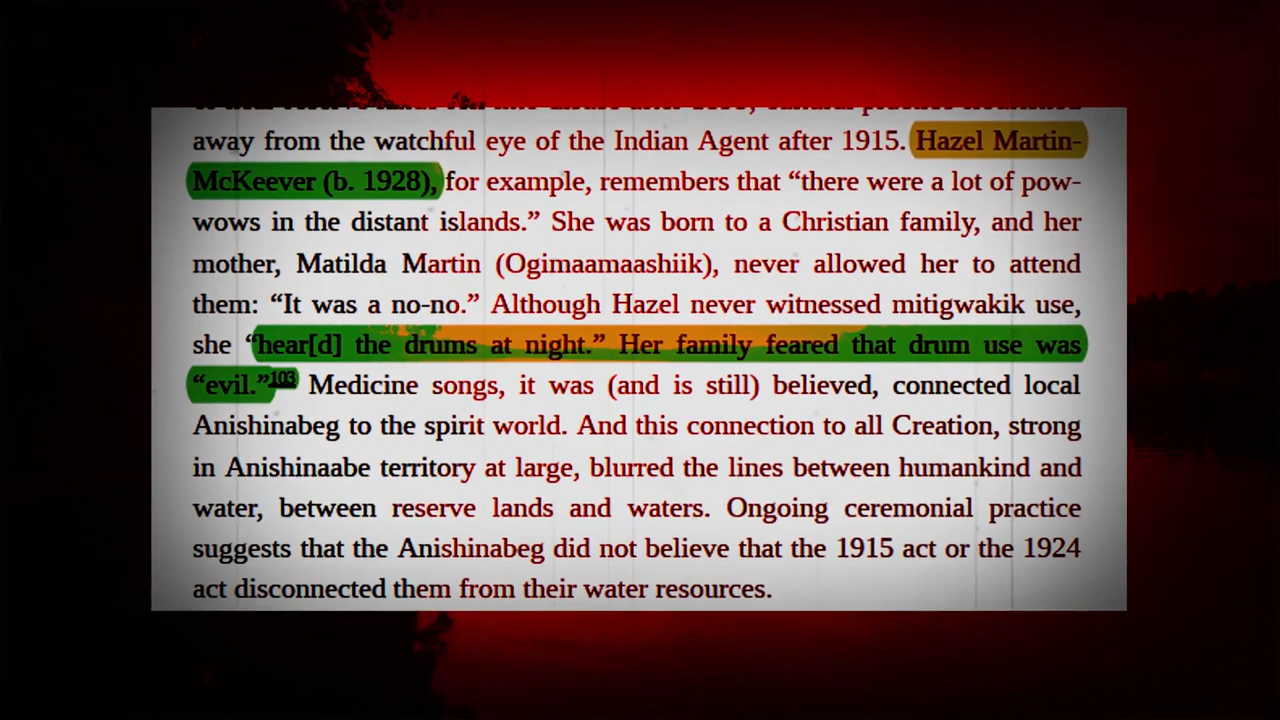 away from the watchful eye of the Indian Agent after 1915. Hazel Martin-
McKeever (b. 1928), for example, remembers that “there were a lot of pow-
wows in the distant islands.” She was born to a Christian family, and her
mother, Matilda Martin (Ogimaamaashiik), never allowed her to attend
them: “It was a no-no.” Although Hazel never witnessed mitigwakik use,
she “hear[d] the drums at night.” Her family feared that drum use was
“evil.”103 Medicine songs, it was (and is still) believed, connected local
Anishinabeg to the spirit world. And this connection to all Creation, strong
in Anishinaabe territory at large, blurred the lines between humankind and
water, between reserve lands and waters. Ongoing ceremonial practice
suggests that the Anishinabeg did not believe that the 1915 act or the 1924
act disconnected them from their water resources.